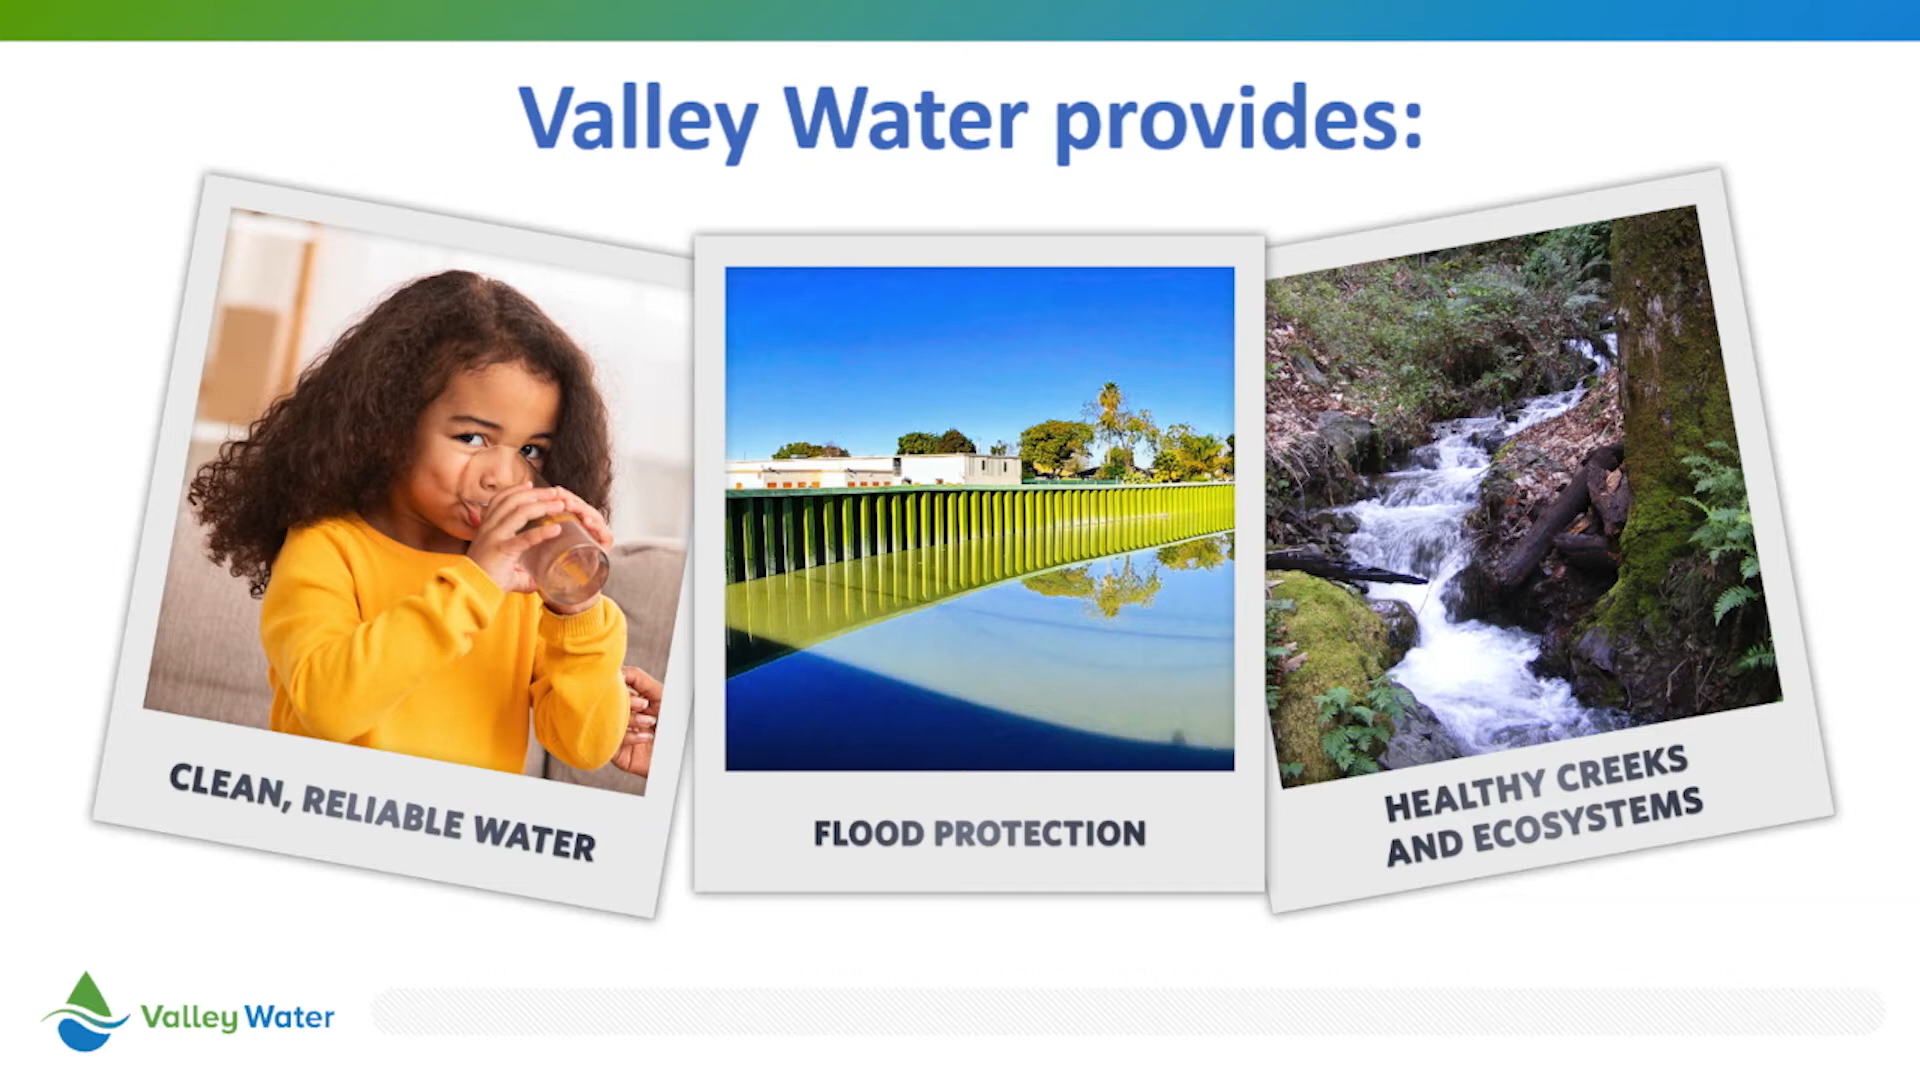 Valley Water provides:
CLEAN, RELIABLE WATER
FLOOD PROTECTION
HEALTHY CREEKS
AND ECOSYSTEMS
Valley Water